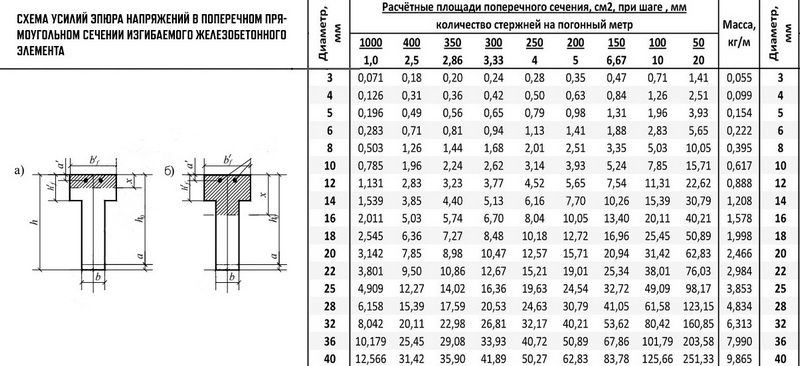 СХЕМА УСИЛИЙ ЭПЮРА НАПРЯЖЕНИЙ В ПОПЕРЕЧНОМ ПРЯ-
МОУГОЛЬНОМ СЕЧЕНИИ ИЗГИБАЕМОГО ЖЕЛЕЗОБЕТОННОГО
ЭЛЕМЕНТА
а)
a'
b'f
h'f
x
h
h0
a
b
б)
a'
b'f
h'f
x
a
b
Диаметр, мм
Расчётные площади поперечного сечения, см2, при шаге , мм
количество стержней на погонный метр
Масса, кг/м
Диаметр, мм
1000 400 350 300 250 200 150 100 50
1,0 2,5 2,86 3,33 4 5 6,67 10 20
3 0,071 0,18 0,20 0,24 0,28 0,35 0,47 0,71 1,41 0,055 3
4 0,126 0,31 0,36 0,42 0,50 0,63 0,84 1,26 2,51 0,099 4
5 0,196 0,49 0,56 0,65 0,79 0,98 1,31 1,96 3,93 0,154 5
6 0,283 0,71 0,81 0,94 1,13 1,41 1,88 2,83 5,65 0,222 6
8 0,503 1,26 1,44 1,68 2,01 2,51 3,35 5,03 10,05 0,395 8
10 0,785 1,96 2,24 2,62 3,14 3,93 5,24 7,85 15,71 0,617 10
12 1,131 2,83 3,23 3,77 4,52 5,65 7,54 11,31 22,62 0,888 12
14 1,539 3,85 4,40 5,13 6,16 7,70 10,26 15,39 30,79 1,208 14
16 2,011 5,03 5,74 6,70 8,04 10,05 13,40 20,11 40,21 1,578 16
18 2,545 6,36 7,27 8,48 10,18 12,72 16,96 25,45 50,89 1,998 18
20 3,142 7,85 8,98 10,47 12,57 15,71 20,94 31,42 62,83 2,466 20
22 3,801 9,50 10,86 12,67 15,21 19,01 25,34 38,01 76,03 2,984 22
25 4,909 12,27 14,02 16,36 19,63 24,54 32,72 49,09 98,17 3,853 25
28 6,158 15,39 17,59 20,53 24,63 30,79 41,05 61,58 123,15 4,834 28
32 8,042 20,11 22,98 26,81 32,17 40,21 53,62 80,42 160,85 6,313 32
36 10,179 25,45 29,08 33,93 40,72 50,89 67,86 101,79 203,58 7,990 36
40 12,566 31,42 35,90 41,89 50,27 62,83 83,78 125,66 251,33 9,865 40